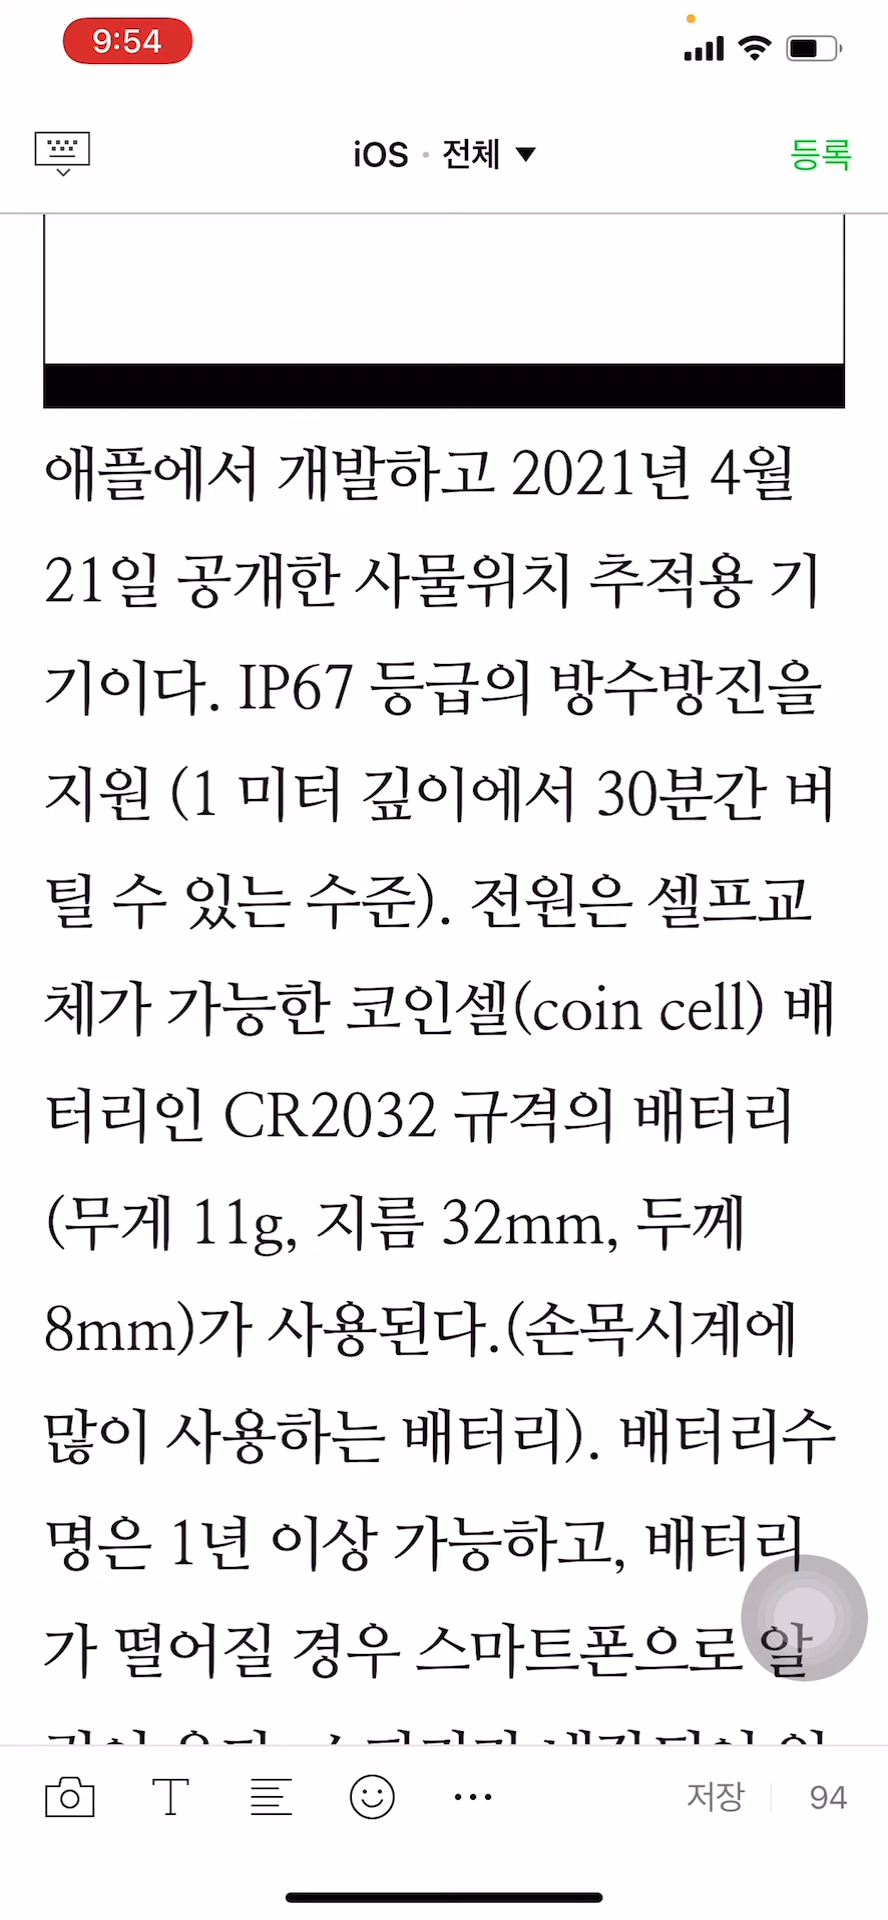 9:54
iOS · 전체 ▼
등록
애플에서 개발하고 2021년 4월
21일 공개한 사물위치 추적용 기
기이다. IP67 등급의 방수방진을
지원 (1 미터 깊이에서 30분간 버
틸 수 있는 수준). 전원은 셀프교
체가 가능한 코인셀(coin cell) 배
터리인 CR2032 규격의 배터리
(무게 11g, 지름 32mm, 두께
8mm)가 사용된다.(손목시계에
많이 사용하는 배터리). 배터리수
명은 1년 이상 가능하고, 배터리
가 떨어질 경우 스마트폰으로 알
저장
94